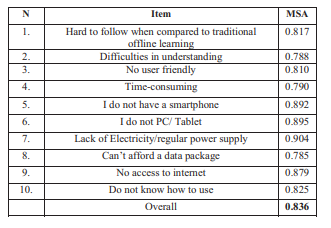 N Item MSA
1. Hard to follow when compared to traditional 0.817
offline learning
2. Difficulties in understanding 0.788
3. No user friendly 0.810
4. Time-consuming 0.790
5. I do not have a smartphone 0.892
6. I do not PC/ Tablet 0.895
7. Lack of Electricity/regular power supply 0.904
8. Can't afford a data package 0.785
9. No access to internet 0.879
10. Do not know how to use 0.825
Overall 0.836